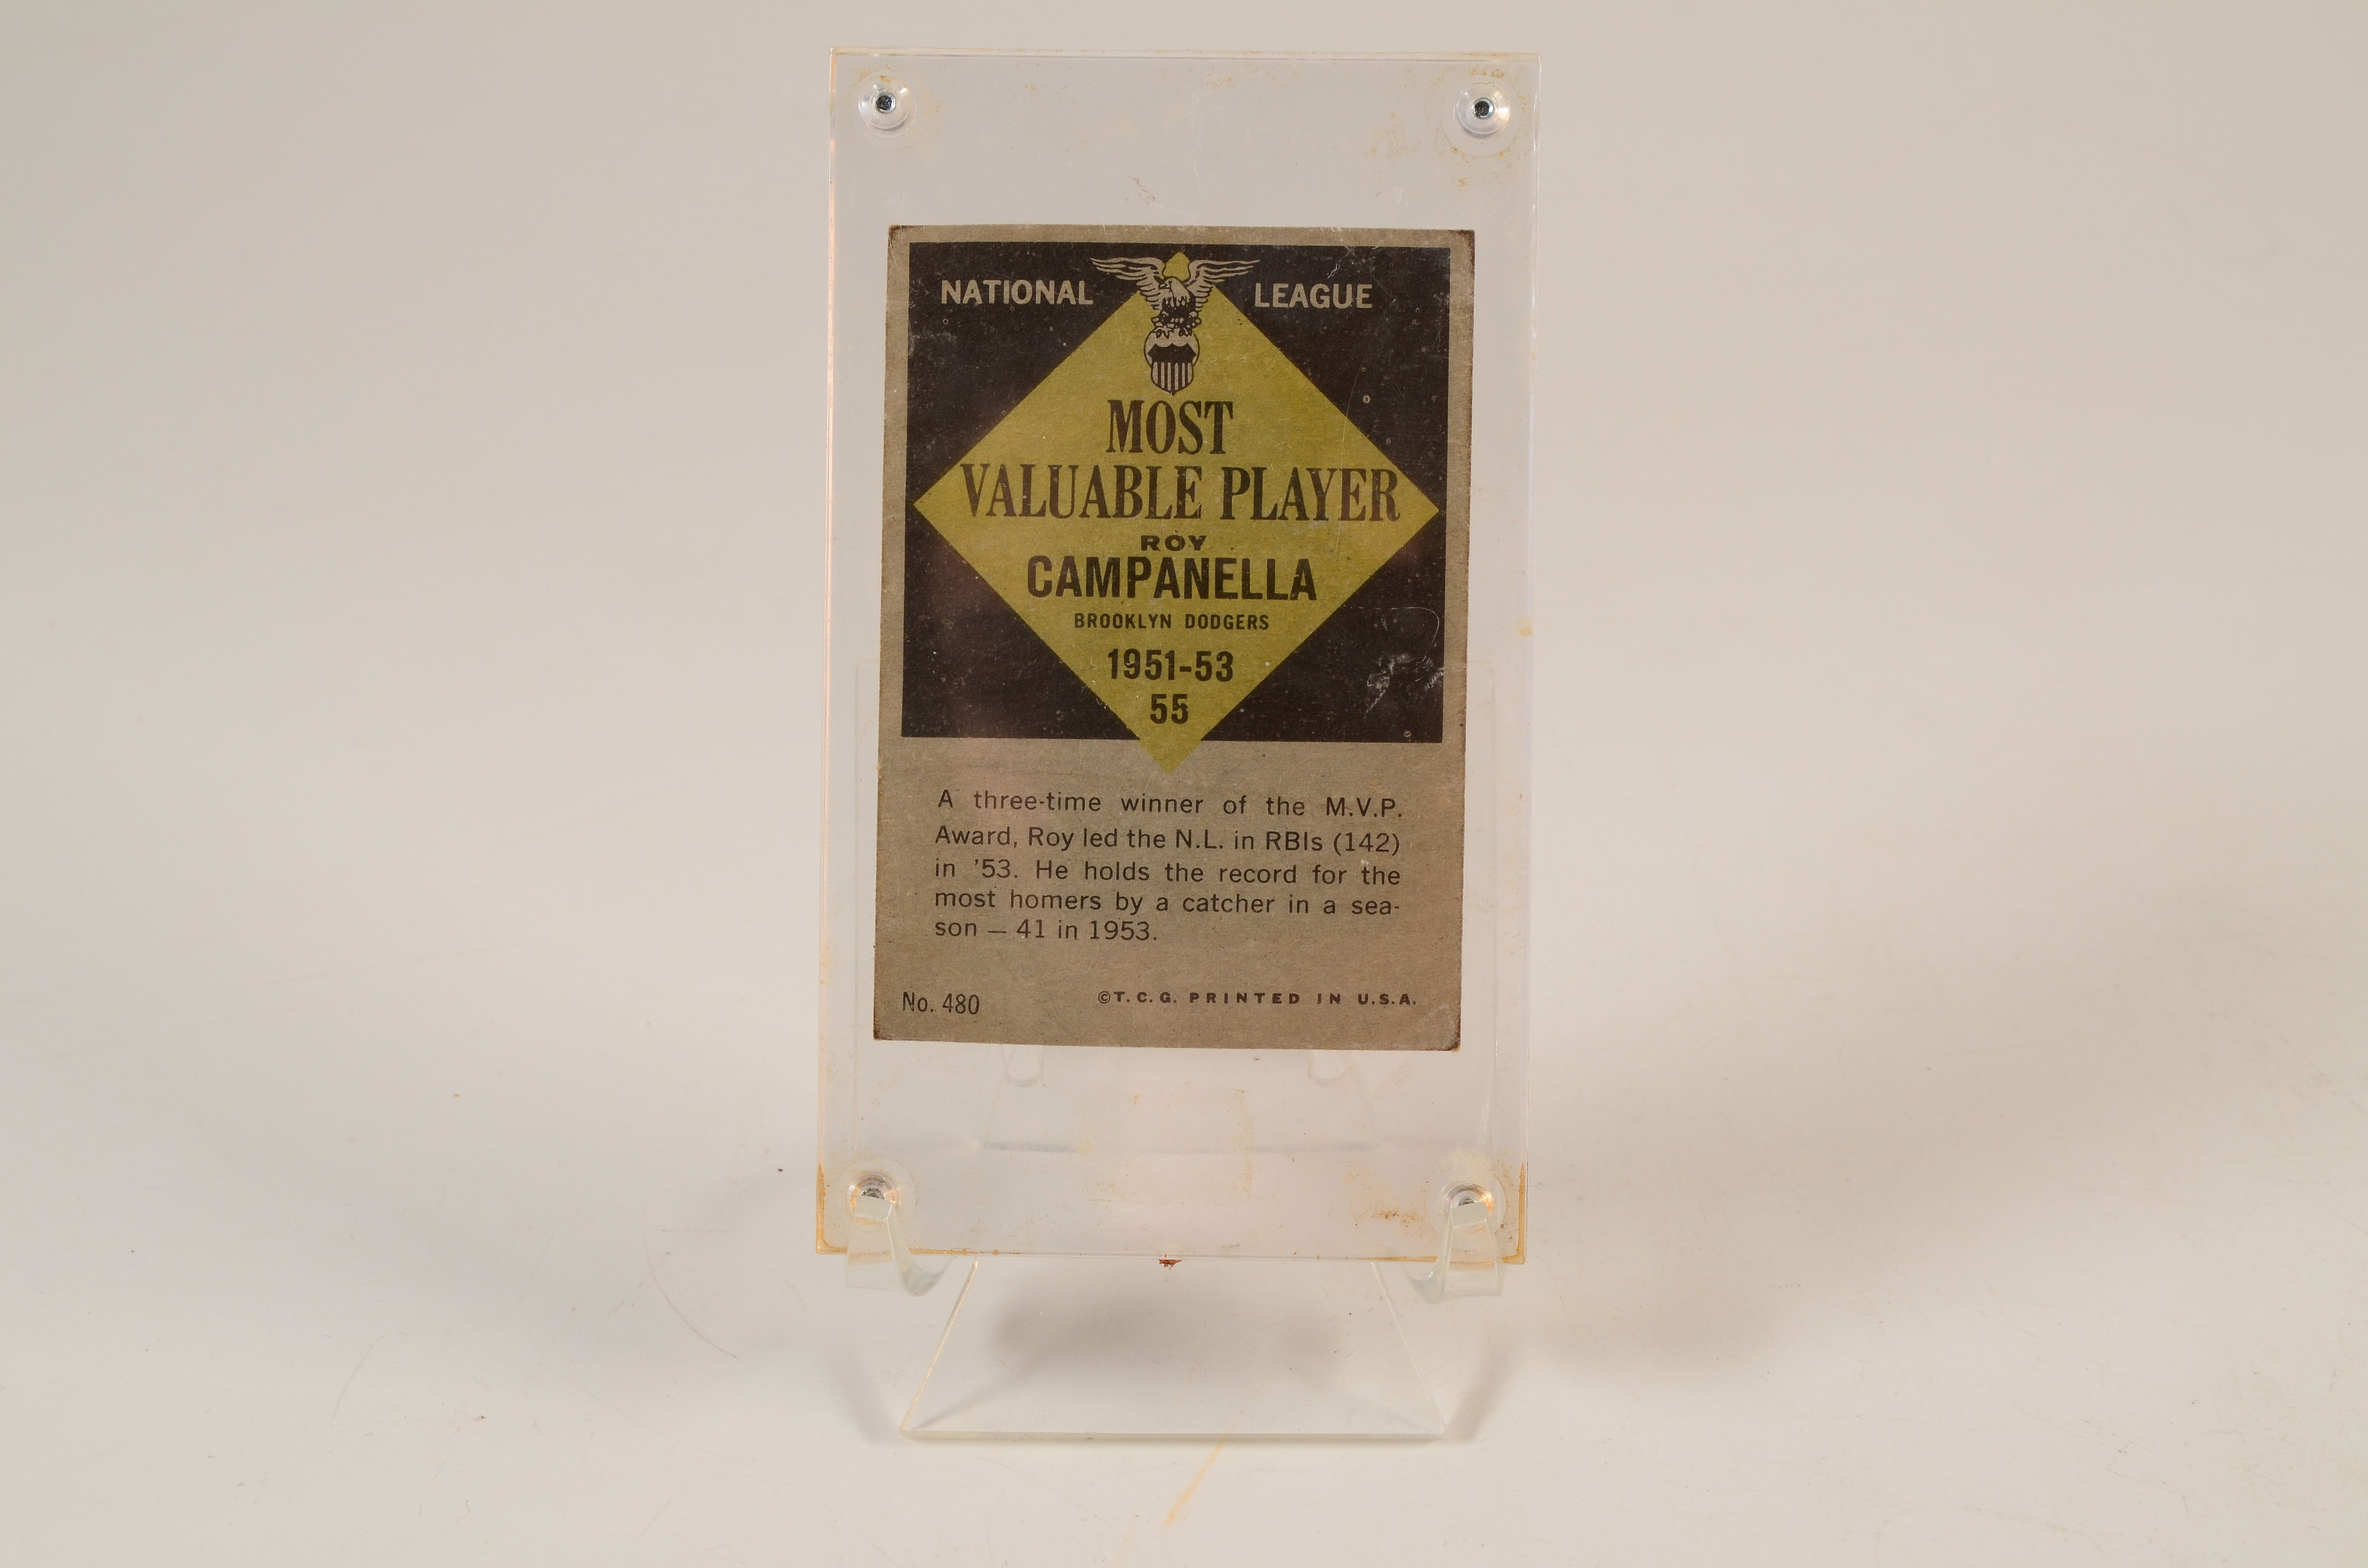 NATIONAL LEAGUE
MOST
VALUABLE PLAYER
ROY
CAMPANELLA
BROOKLYN DODGERS
1951-53
55
A three-time winner of the M.V.P.
Award, Roy led the N.L. in RBIs (142)
in '53. He holds the record for the
most homers by a catcher in a sea-
son — 41 in 1953.
No. 480 ©T.C.G. PRINTED IN U.S.A.